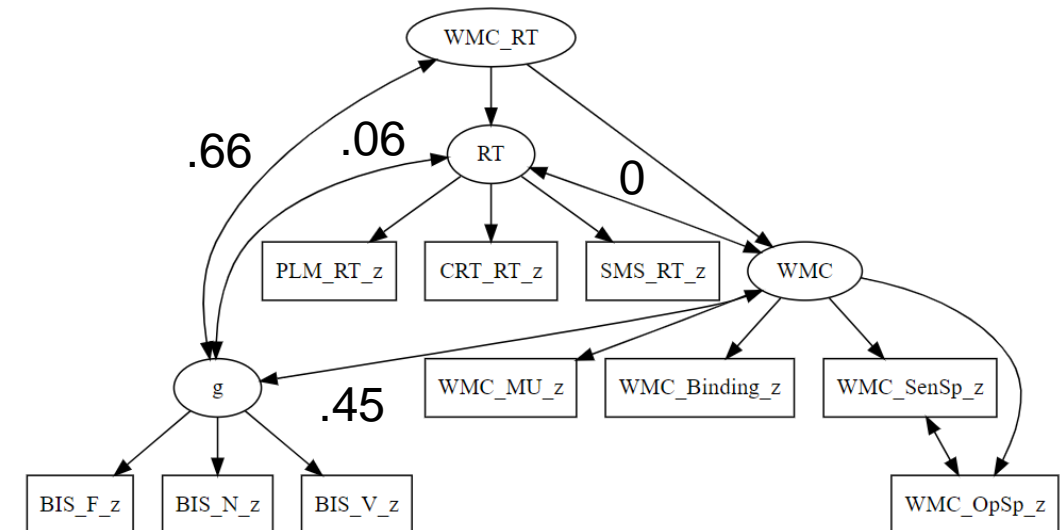 WMC_RT
.66
.06
RT
0
PLM_RT_z
CRT_RT_z
SMS_RT_z
WMC
g
.45
WMC_MU_z
WMC_Binding_z
WMC_SenSp_z
BIS_F_z
BIS_N_z
BIS_V_z
WMC_OpSp_z